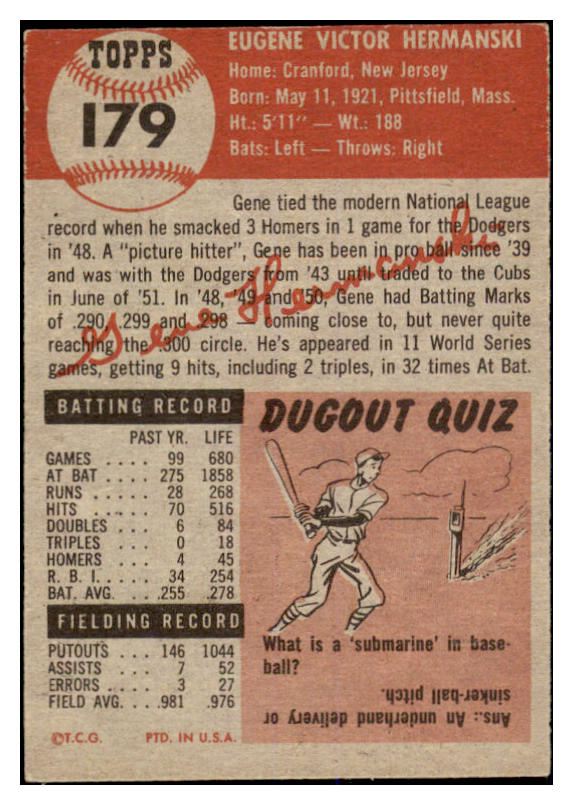 TOPPS
179
EUGENE VICTOR HERMANSKI
Home: Cranford, New Jersey
Born: May 11, 1921, Pittsfield, Mass.
Ht.: 5'11" — Wt.: 188
Bats: Left — Throws: Right
Gene tied the modern National League
record when he smacked 3 Homers in 1 game for the Dodgers
in '48. A "picture hitter", Gene has been in pro ball since '39
and was with the Dodgers from '43 until traded to the Cubs
in June of '51. In '48, '49 and '50, Gene had Batting Marks
of .290, .299 and .298 — coming close to, but never quite
reaching the .300 circle. He's appeared in 11 World Series
games, getting 9 hits, including 2 triples, in 32 times At Bat.
Gene Hermanski
BATTING RECORD
PAST YR. LIFE
GAMES .... 99 680
AT BAT .... 275 1858
RUNS ..... 28 268
HITS ..... 70 516
DOUBLES ... 6 84
TRIPLES ... 0 18
HOMERS ... 4 45
R. B. I. .... 34 254
BAT. AVG. ... .255 .278
FIELDING RECORD
PUTOUTS ... 146 1044
ASSISTS ... 7 52
ERRORS .... 3 27
FIELD AVG. ... .981 .976
©T.C.G. PTD. IN U.S.A.
DUGOUT QUIZ
What is a 'submarine' in base-
ball?
Ans.: An underhand delivery or
sinker-ball pitch.